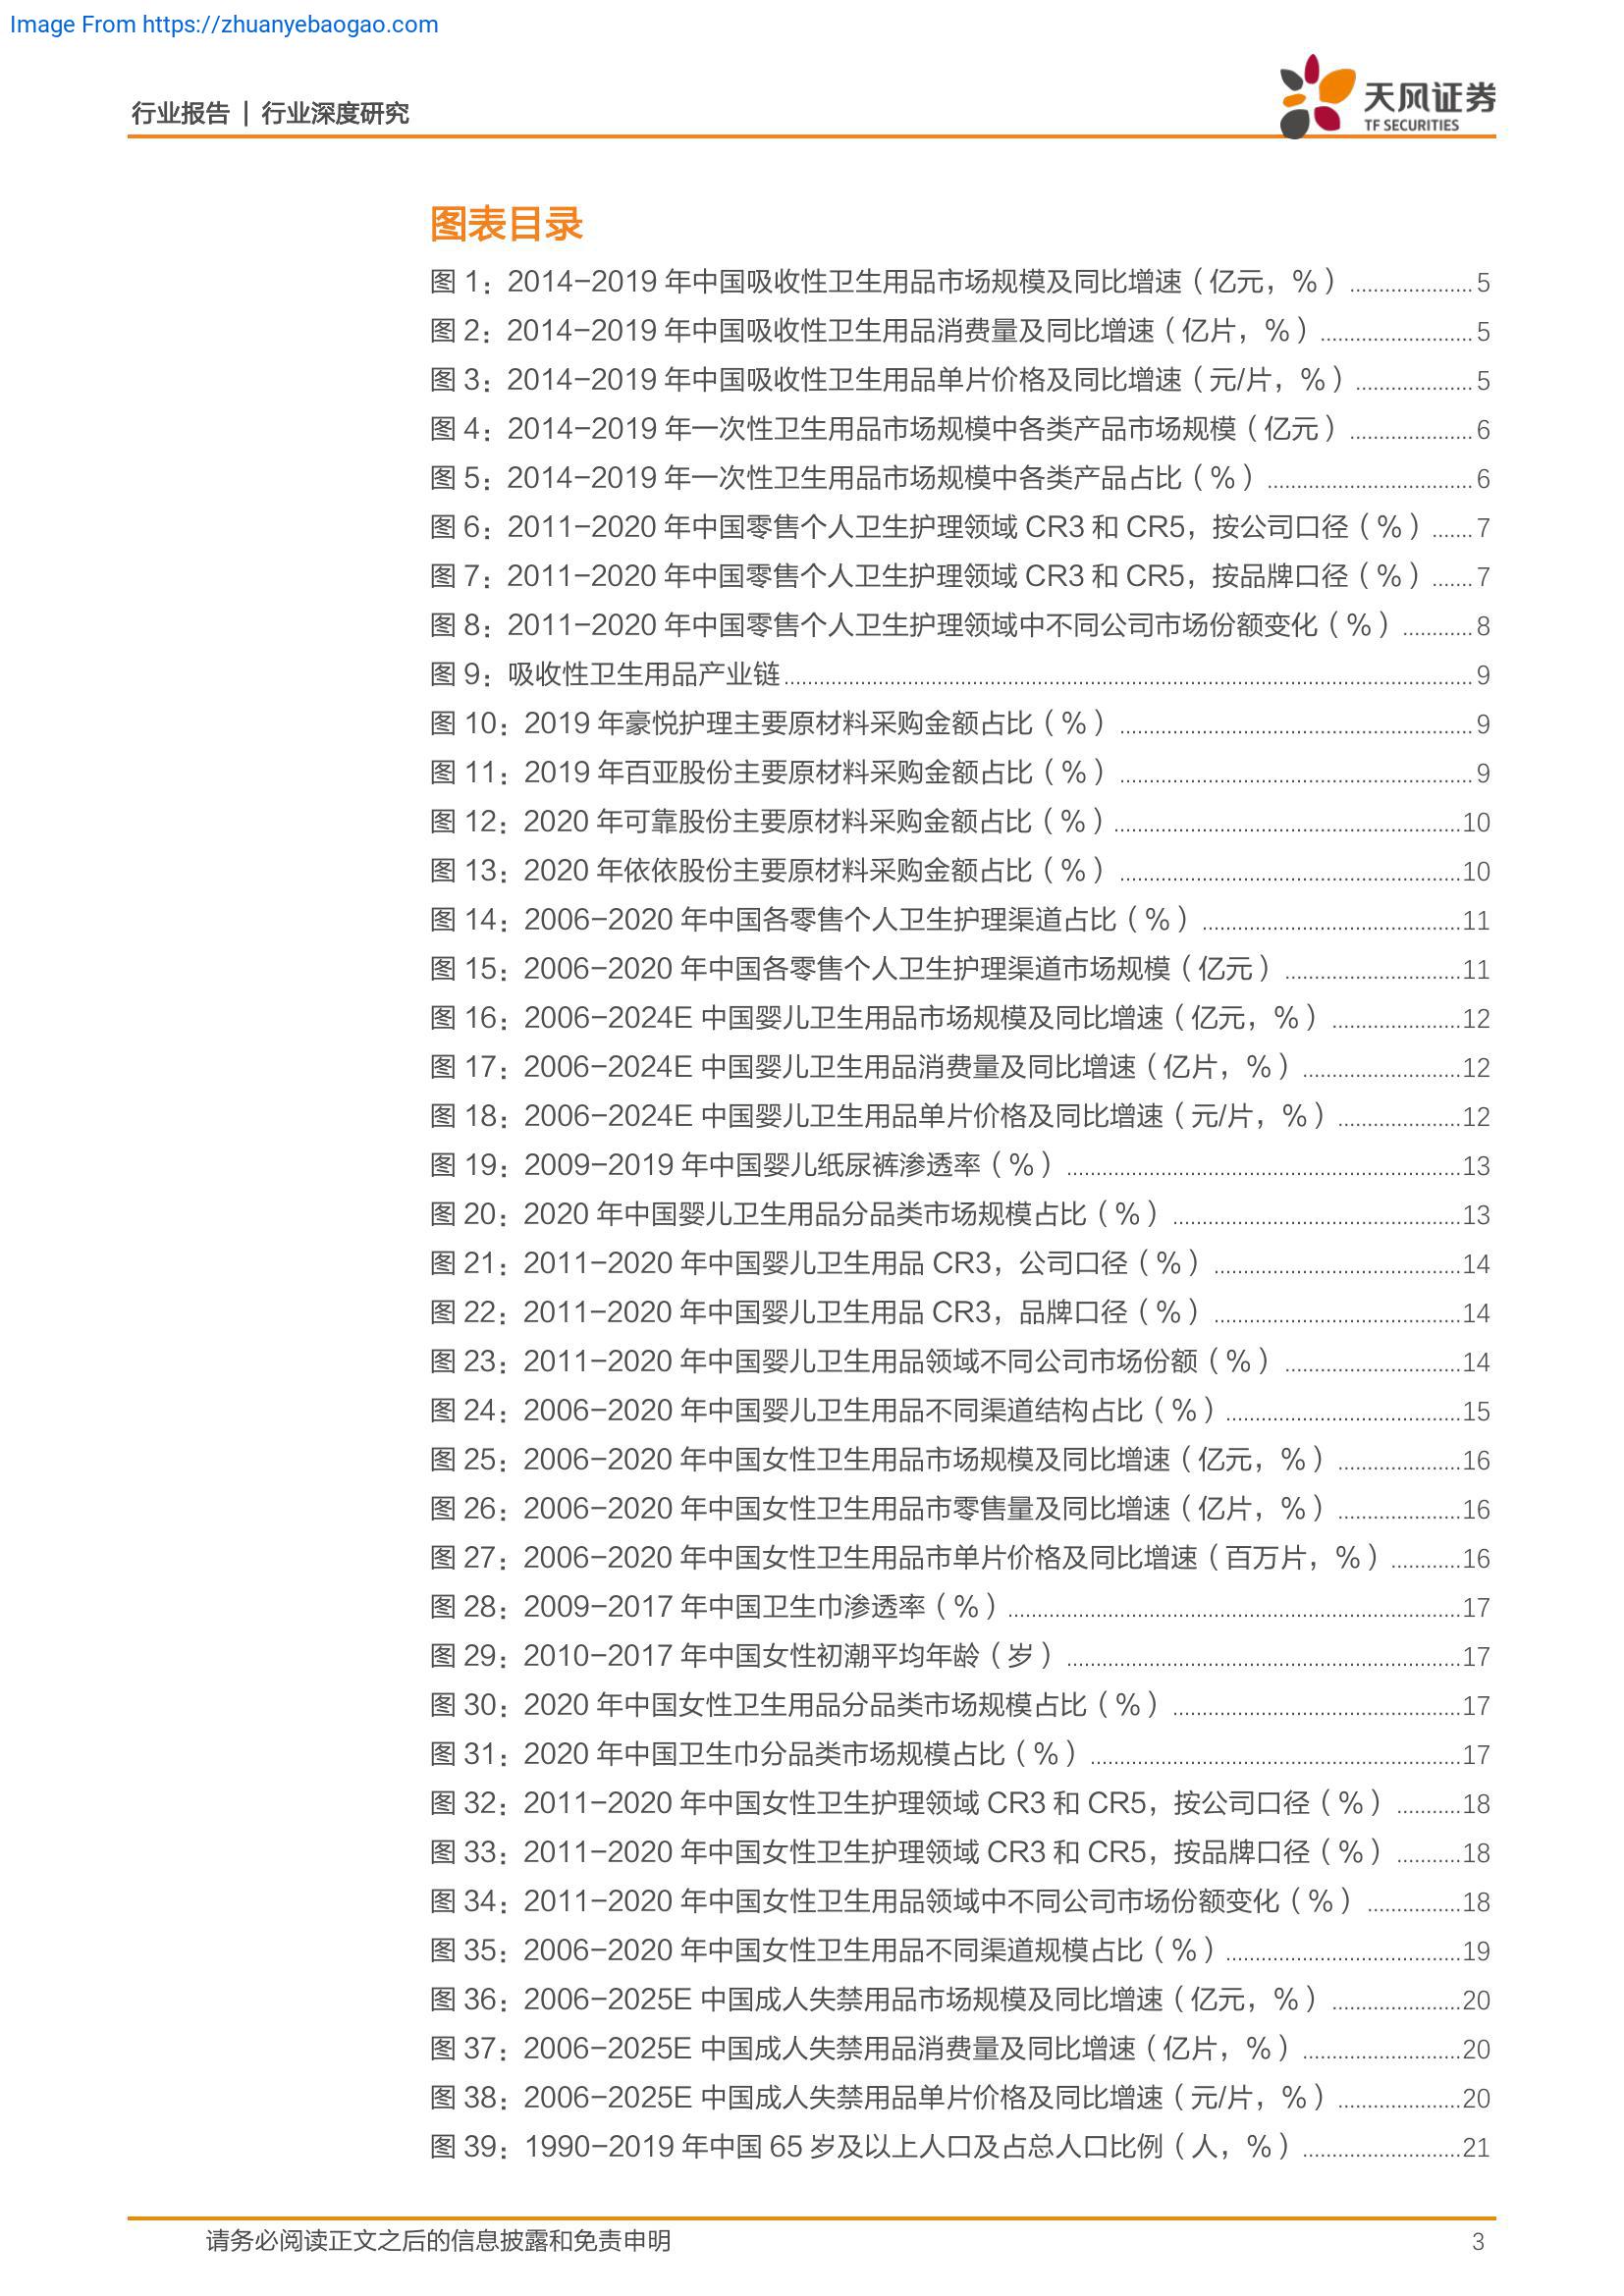 Image From https://zhuanyebaogao.com
行业报告 | 行业深度研究
天风证券
TF SECURITIES
图表目录
图 1：2014-2019 年中国吸收性卫生用品市场规模及同比增速（亿元，%）....................5
图 2：2014-2019 年中国吸收性卫生用品消费量及同比增速（亿片，%）....................5
图 3：2014-2019 年中国吸收性卫生用品单片价格及同比增速（元/片，%）....................5
图 4：2014-2019 年一次性卫生用品市场规模中各类产品市场规模（亿元）....................6
图 5：2014-2019 年一次性卫生用品市场规模中各类产品占比（%）....................6
图 6：2011-2020 年中国零售个人卫生护理领域 CR3 和 CR5，按公司口径（%）.......7
图 7：2011-2020 年中国零售个人卫生护理领域 CR3 和 CR5，按品牌口径（%）.......7
图 8：2011-2020 年中国零售个人卫生护理领域中不同公司市场份额变化（%）............8
图 9：吸收性卫生用品产业链....................9
图 10：2019 年豪悦护理主要原材料采购金额占比（%）....................9
图 11：2019 年百亚股份主要原材料采购金额占比（%）....................9
图 12：2020 年可靠股份主要原材料采购金额占比（%）....................10
图 13：2020 年依依股份主要原材料采购金额占比（%）....................10
图 14：2006-2020 年中国各零售个人卫生护理渠道占比（%）....................11
图 15：2006-2020 年中国各零售个人卫生护理渠道市场规模（亿元）....................11
图 16：2006-2024E 中国婴儿卫生用品市场规模及同比增速（亿元，%）....................12
图 17：2006-2024E 中国婴儿卫生用品消费量及同比增速（亿片，%）....................12
图 18：2006-2024E 中国婴儿卫生用品单片价格及同比增速（元/片，%）....................12
图 19：2009-2019 年中国婴儿纸尿裤渗透率（%）....................13
图 20：2020 年中国婴儿卫生用品分品类市场规模占比（%）....................13
图 21：2011-2020 年中国婴儿卫生用品 CR3，公司口径（%）....................14
图 22：2011-2020 年中国婴儿卫生用品 CR3，品牌口径（%）....................14
图 23：2011-2020 年中国婴儿卫生用品领域不同公司市场份额（%）....................14
图 24：2006-2020 年中国婴儿卫生用品不同渠道结构占比（%）....................15
图 25：2006-2020 年中国女性卫生用品市场规模及同比增速（亿元，%）....................16
图 26：2006-2020 年中国女性卫生用品市零售量及同比增速（亿片，%）....................16
图 27：2006-2020 年中国女性卫生用品市单片价格及同比增速（百万片，%）............16
图 28：2009-2017 年中国卫生巾渗透率（%）....................17
图 29：2010-2017 年中国女性初潮平均年龄（岁）....................17
图 30：2020 年中国女性卫生用品分品类市场规模占比（%）....................17
图 31：2020 年中国卫生巾分品类市场规模占比（%）....................17
图 32：2011-2020 年中国女性卫生护理领域 CR3 和 CR5，按公司口径（%）...........18
图 33：2011-2020 年中国女性卫生护理领域 CR3 和 CR5，按品牌口径（%）...........18
图 34：2011-2020 年中国女性卫生用品领域中不同公司市场份额变化（%）................18
图 35：2006-2020 年中国女性卫生用品不同渠道规模占比（%）....................19
图 36：2006-2025E 中国成人失禁用品市场规模及同比增速（亿元，%）....................20
图 37：2006-2025E 中国成人失禁用品消费量及同比增速（亿片，%）....................20
图 38：2006-2025E 中国成人失禁用品单片价格及同比增速（元/片，%）....................20
图 39：1990-2019 年中国 65 岁及以上人口及占总人口比例（人，%）....................21
请务必阅读正文之后的信息披露和免责申明
3